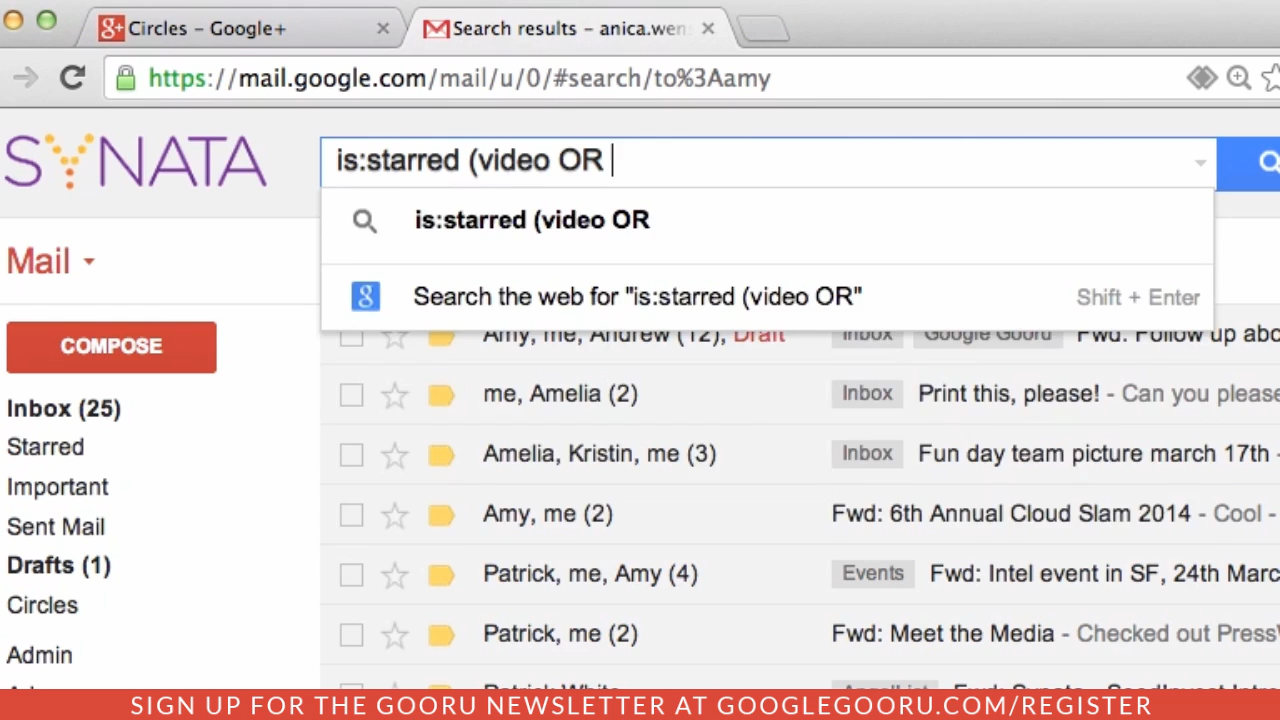 Circles – Google+
Search results – anica.wens
https://mail.google.com/mail/u/0/#search/to%3Aamy
SYNATA
is:starred (video OR
is:starred (video OR
Search the web for "is:starred (video OR" Shift + Enter
Mail
COMPOSE
Inbox (25)
Starred
Important
Sent Mail
Drafts (1)
Circles
Admin
Amy, me, Andrew (12), Draft Inbox Google Gooru Fwd: Follow up abo
me, Amelia (2) Inbox Print this, please! - Can you please
Amelia, Kristin, me (3) Inbox Fun day team picture march 17th -
Amy, me (2) Fwd: 6th Annual Cloud Slam 2014 - Cool -
Patrick, me, Amy (4) Events Fwd: Intel event in SF, 24th Marc
Patrick, me (2) Fwd: Meet the Media - Checked out Press
Patrick White
SIGN UP FOR THE GOORU NEWSLETTER AT GOOGLEGOORU.COM/REGISTER